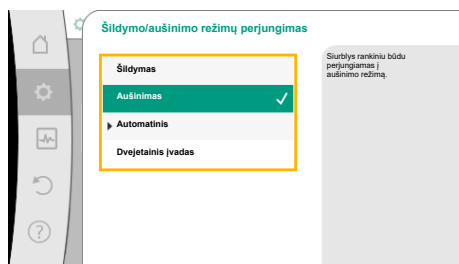 Šildymo/aušinimo režimų perjungimas
Šildymas
Aušinimas
Automatinis
Dvejetainis įvadas
Siurblys rankiniu būdu
perjungiamas į
aušinimo režimą.